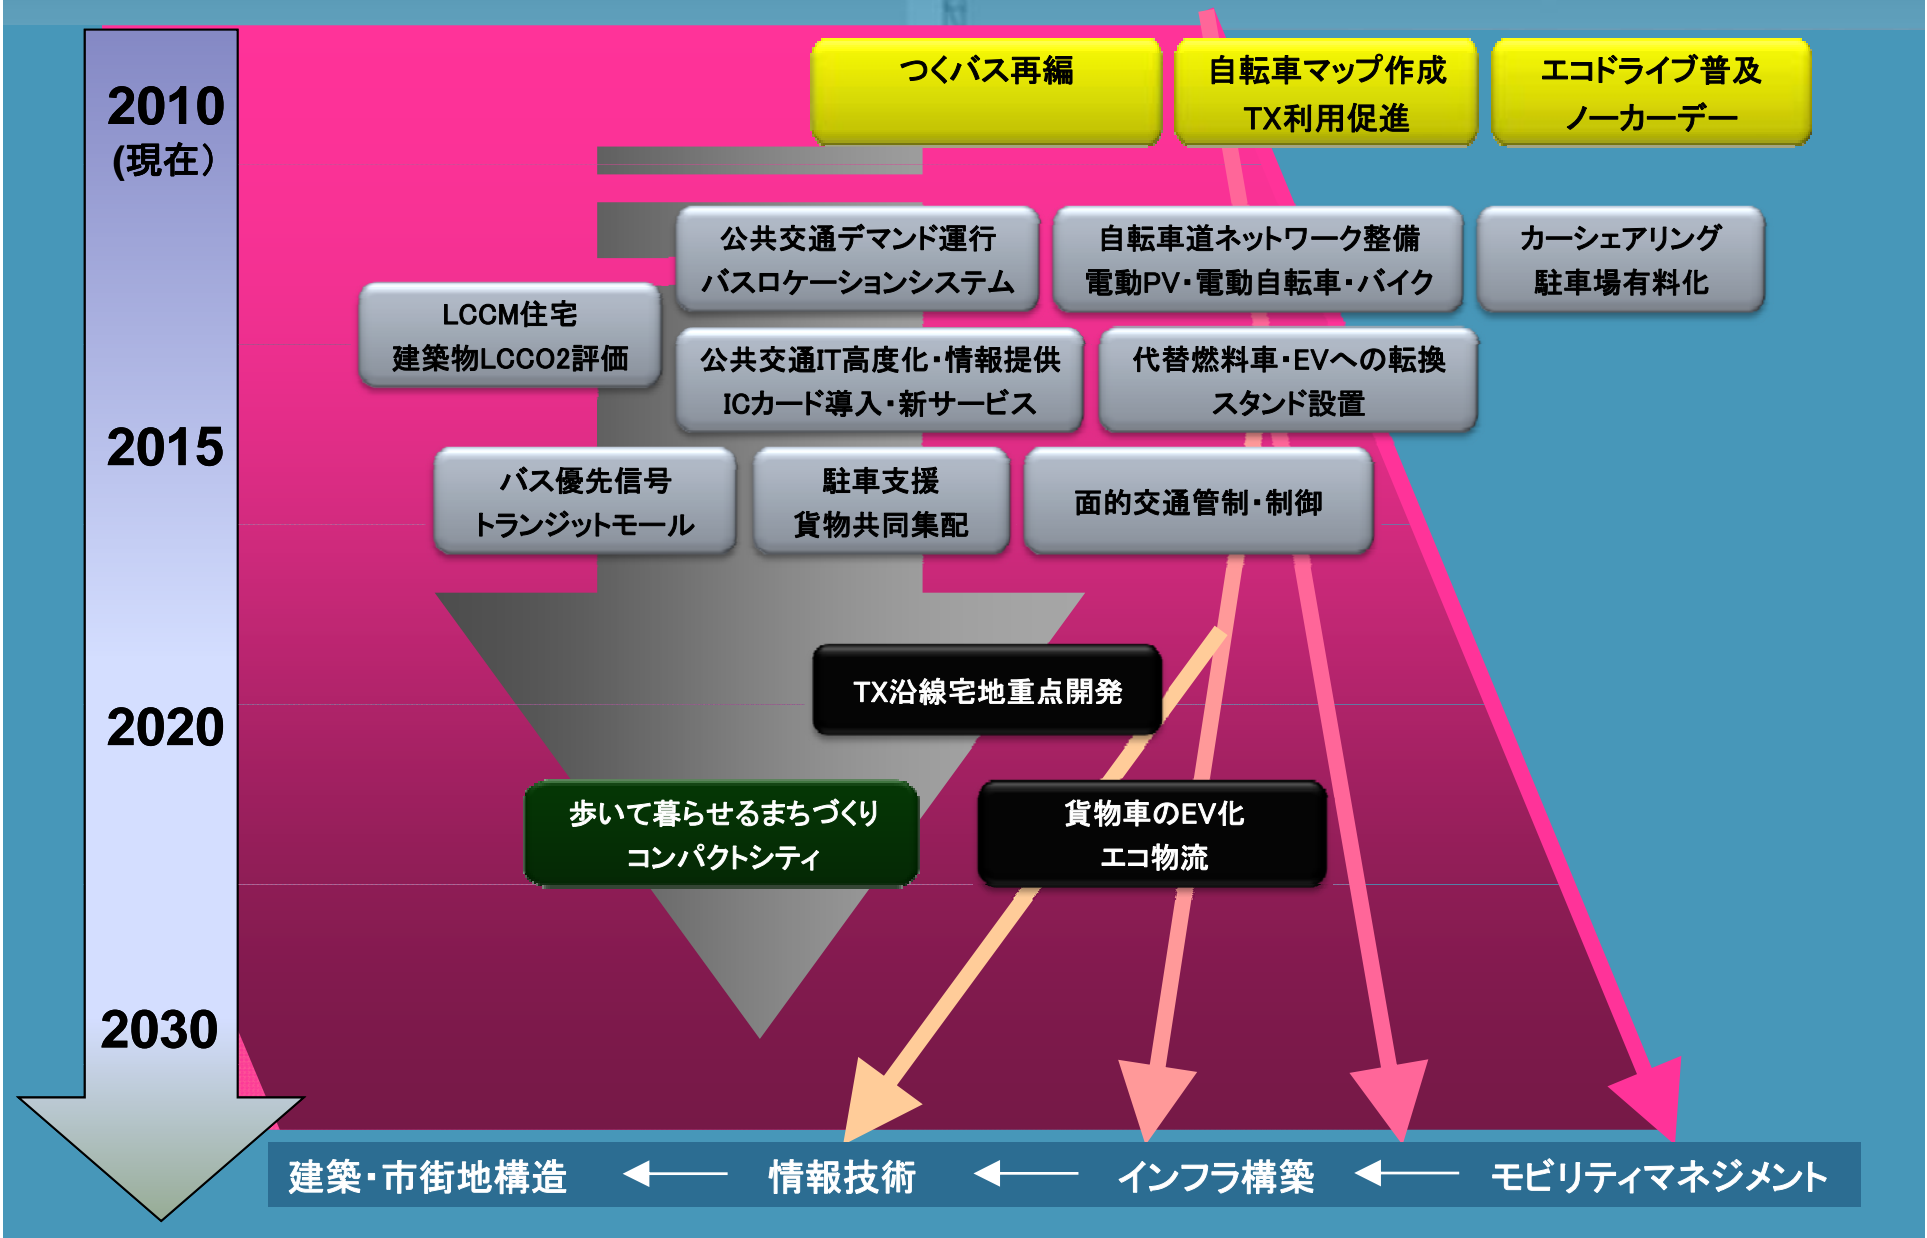 2010
(現在）
つくバス再編
自転車マップ作成
TX利用促進
エコドライブ普及
ノーカーデー
公共交通デマンド運行
バスロケーションシステム
自転車道ネットワーク整備
電動PV・電動自転車・バイク
カーシェアリング
駐車場有料化
LCCM住宅
建築物LCCO2評価
公共交通IT高度化・情報提供
ICカード導入・新サービス
代替燃料車・EVへの転換
スタンド設置
2015
バス優先信号
トランジットモール
駐車支援
貨物共同集配
面的交通管制・制御
2020
TX沿線宅地重点開発
歩いて暮らせるまちづくり
コンパクトシティ
貨物車のEV化
エコ物流
2030
建築・市街地構造
情報技術
インフラ構築
モビリティマネジメント